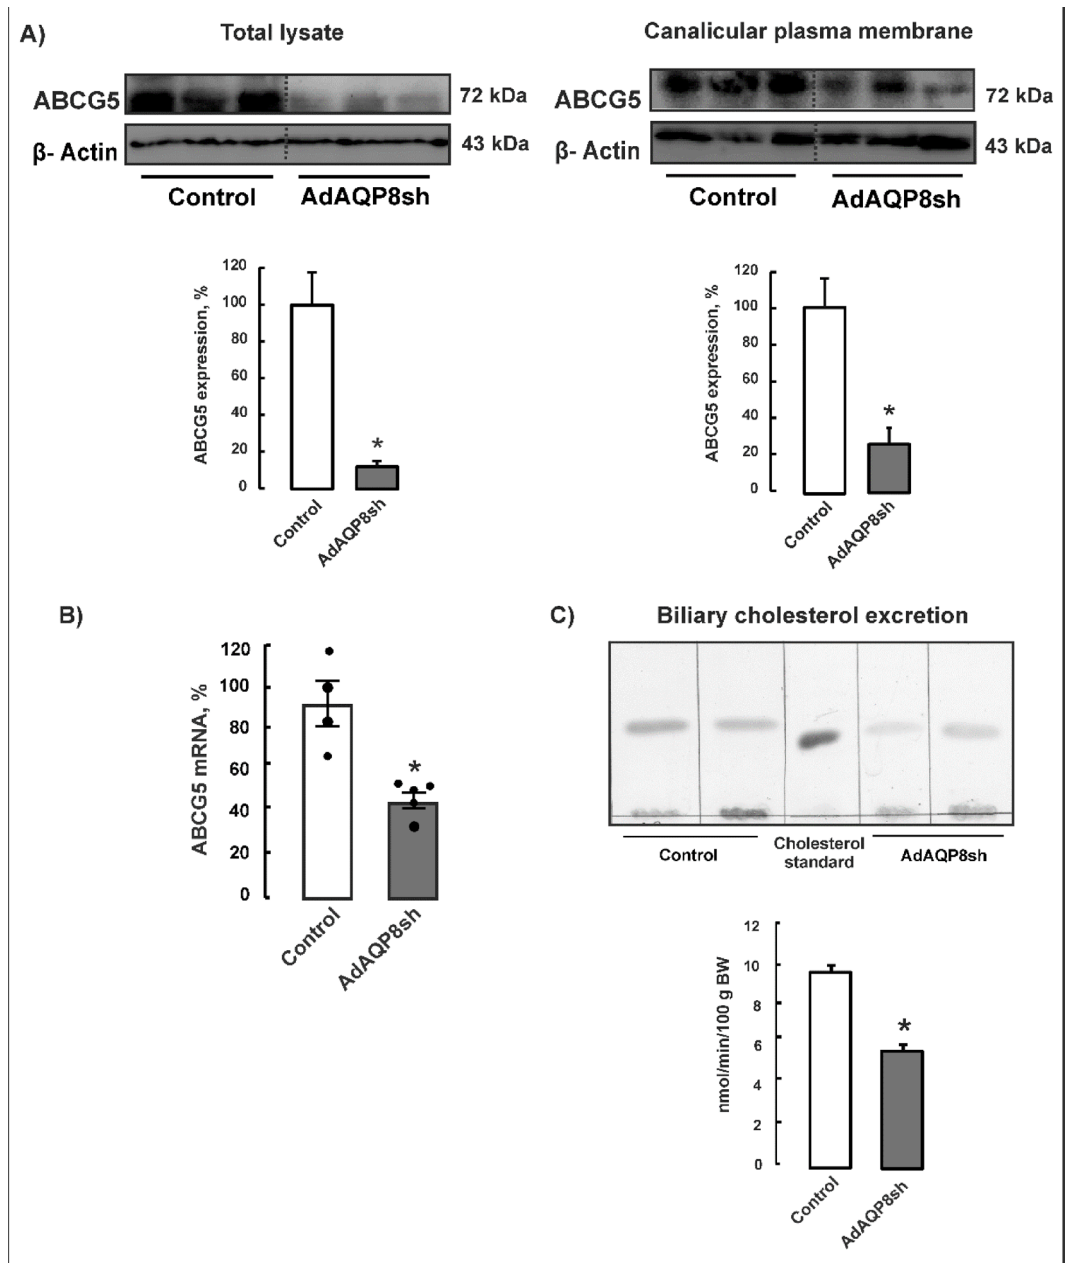 A)
Total lysate
Canalicular plasma membrane
ABCG5
72 kDa
β- Actin
43 kDa
Control
AdAQP8sh
ABCG5
72 kDa
β- Actin
43 kDa
Control
AdAQP8sh
ABCG5 expression, %
120
100
80
60
40
20
0
*
Control
AdAQP8sh
ABCG5 expression, %
120
100
80
60
40
20
0
*
Control
AdAQP8sh
B)
ABCG5 mRNA, %
120
100
80
60
40
20
0
*
Control
AdAQP8sh
C)
Biliary cholesterol excretion
Control
Cholesterol
standard
AdAQP8sh
nmol/min/100 g BW
12
10
8
6
4
2
0
*
Control
AdAQP8sh